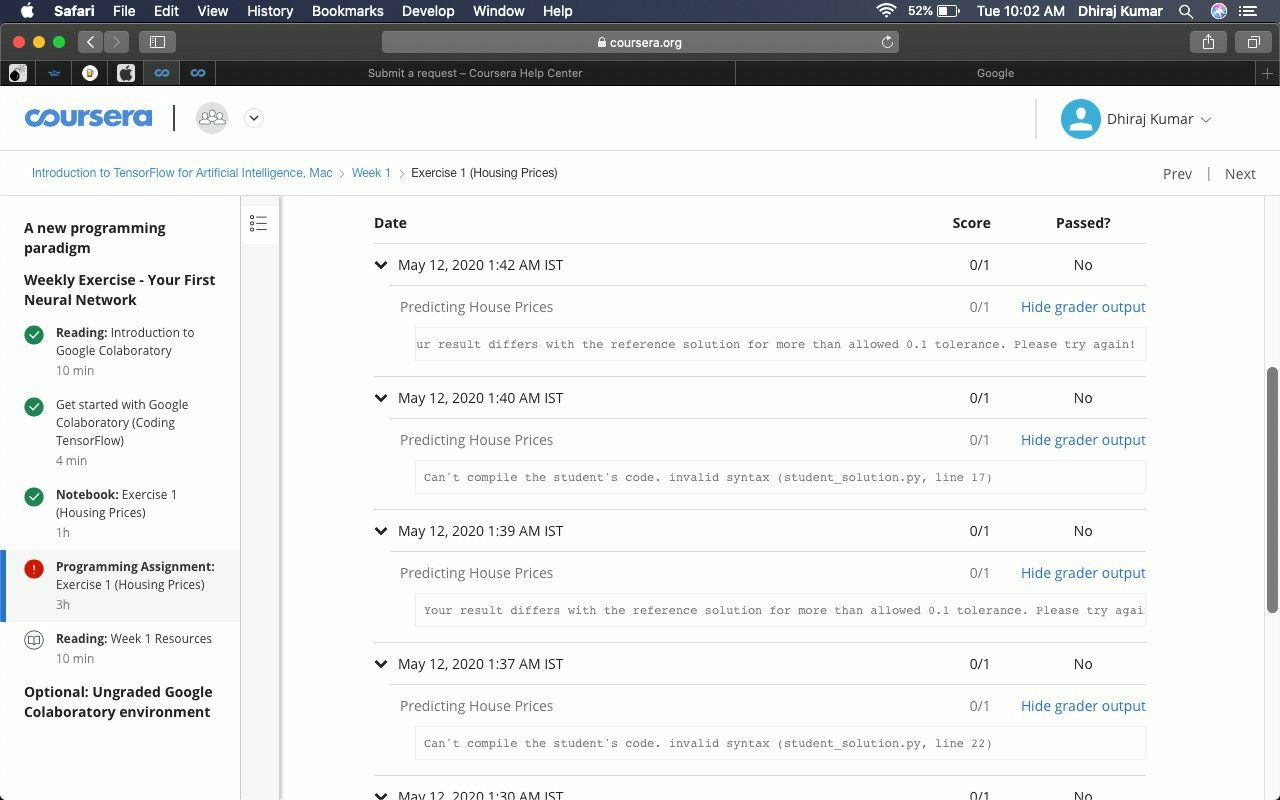 Safari File Edit View History Bookmarks Develop Window Help 52% Tue 10:02 AM Dhiraj Kumar
coursera.org
Submit a request – Coursera Help Center Google
coursera Dhiraj Kumar
Introduction to TensorFlow for Artificial Intelligence, Mac > Week 1 > Exercise 1 (Housing Prices) Prev | Next
A new programming
paradigm
Weekly Exercise - Your First
Neural Network
Reading: Introduction to
Google Colaboratory
10 min
Get started with Google
Colaboratory (Coding
TensorFlow)
4 min
Notebook: Exercise 1
(Housing Prices)
1h
Programming Assignment:
Exercise 1 (Housing Prices)
3h
Reading: Week 1 Resources
10 min
Optional: Ungraded Google
Colaboratory environment
Date Score Passed?
May 12, 2020 1:42 AM IST 0/1 No
Predicting House Prices 0/1 Hide grader output
ur result differs with the reference solution for more than allowed 0.1 tolerance. Please try again!
May 12, 2020 1:40 AM IST 0/1 No
Predicting House Prices 0/1 Hide grader output
Can't compile the student's code. invalid syntax (student_solution.py, line 17)
May 12, 2020 1:39 AM IST 0/1 No
Predicting House Prices 0/1 Hide grader output
Your result differs with the reference solution for more than allowed 0.1 tolerance. Please try agai
May 12, 2020 1:37 AM IST 0/1 No
Predicting House Prices 0/1 Hide grader output
Can't compile the student's code. invalid syntax (student_solution.py, line 22)
May 12, 2020 1:30 AM IST 0/1 No